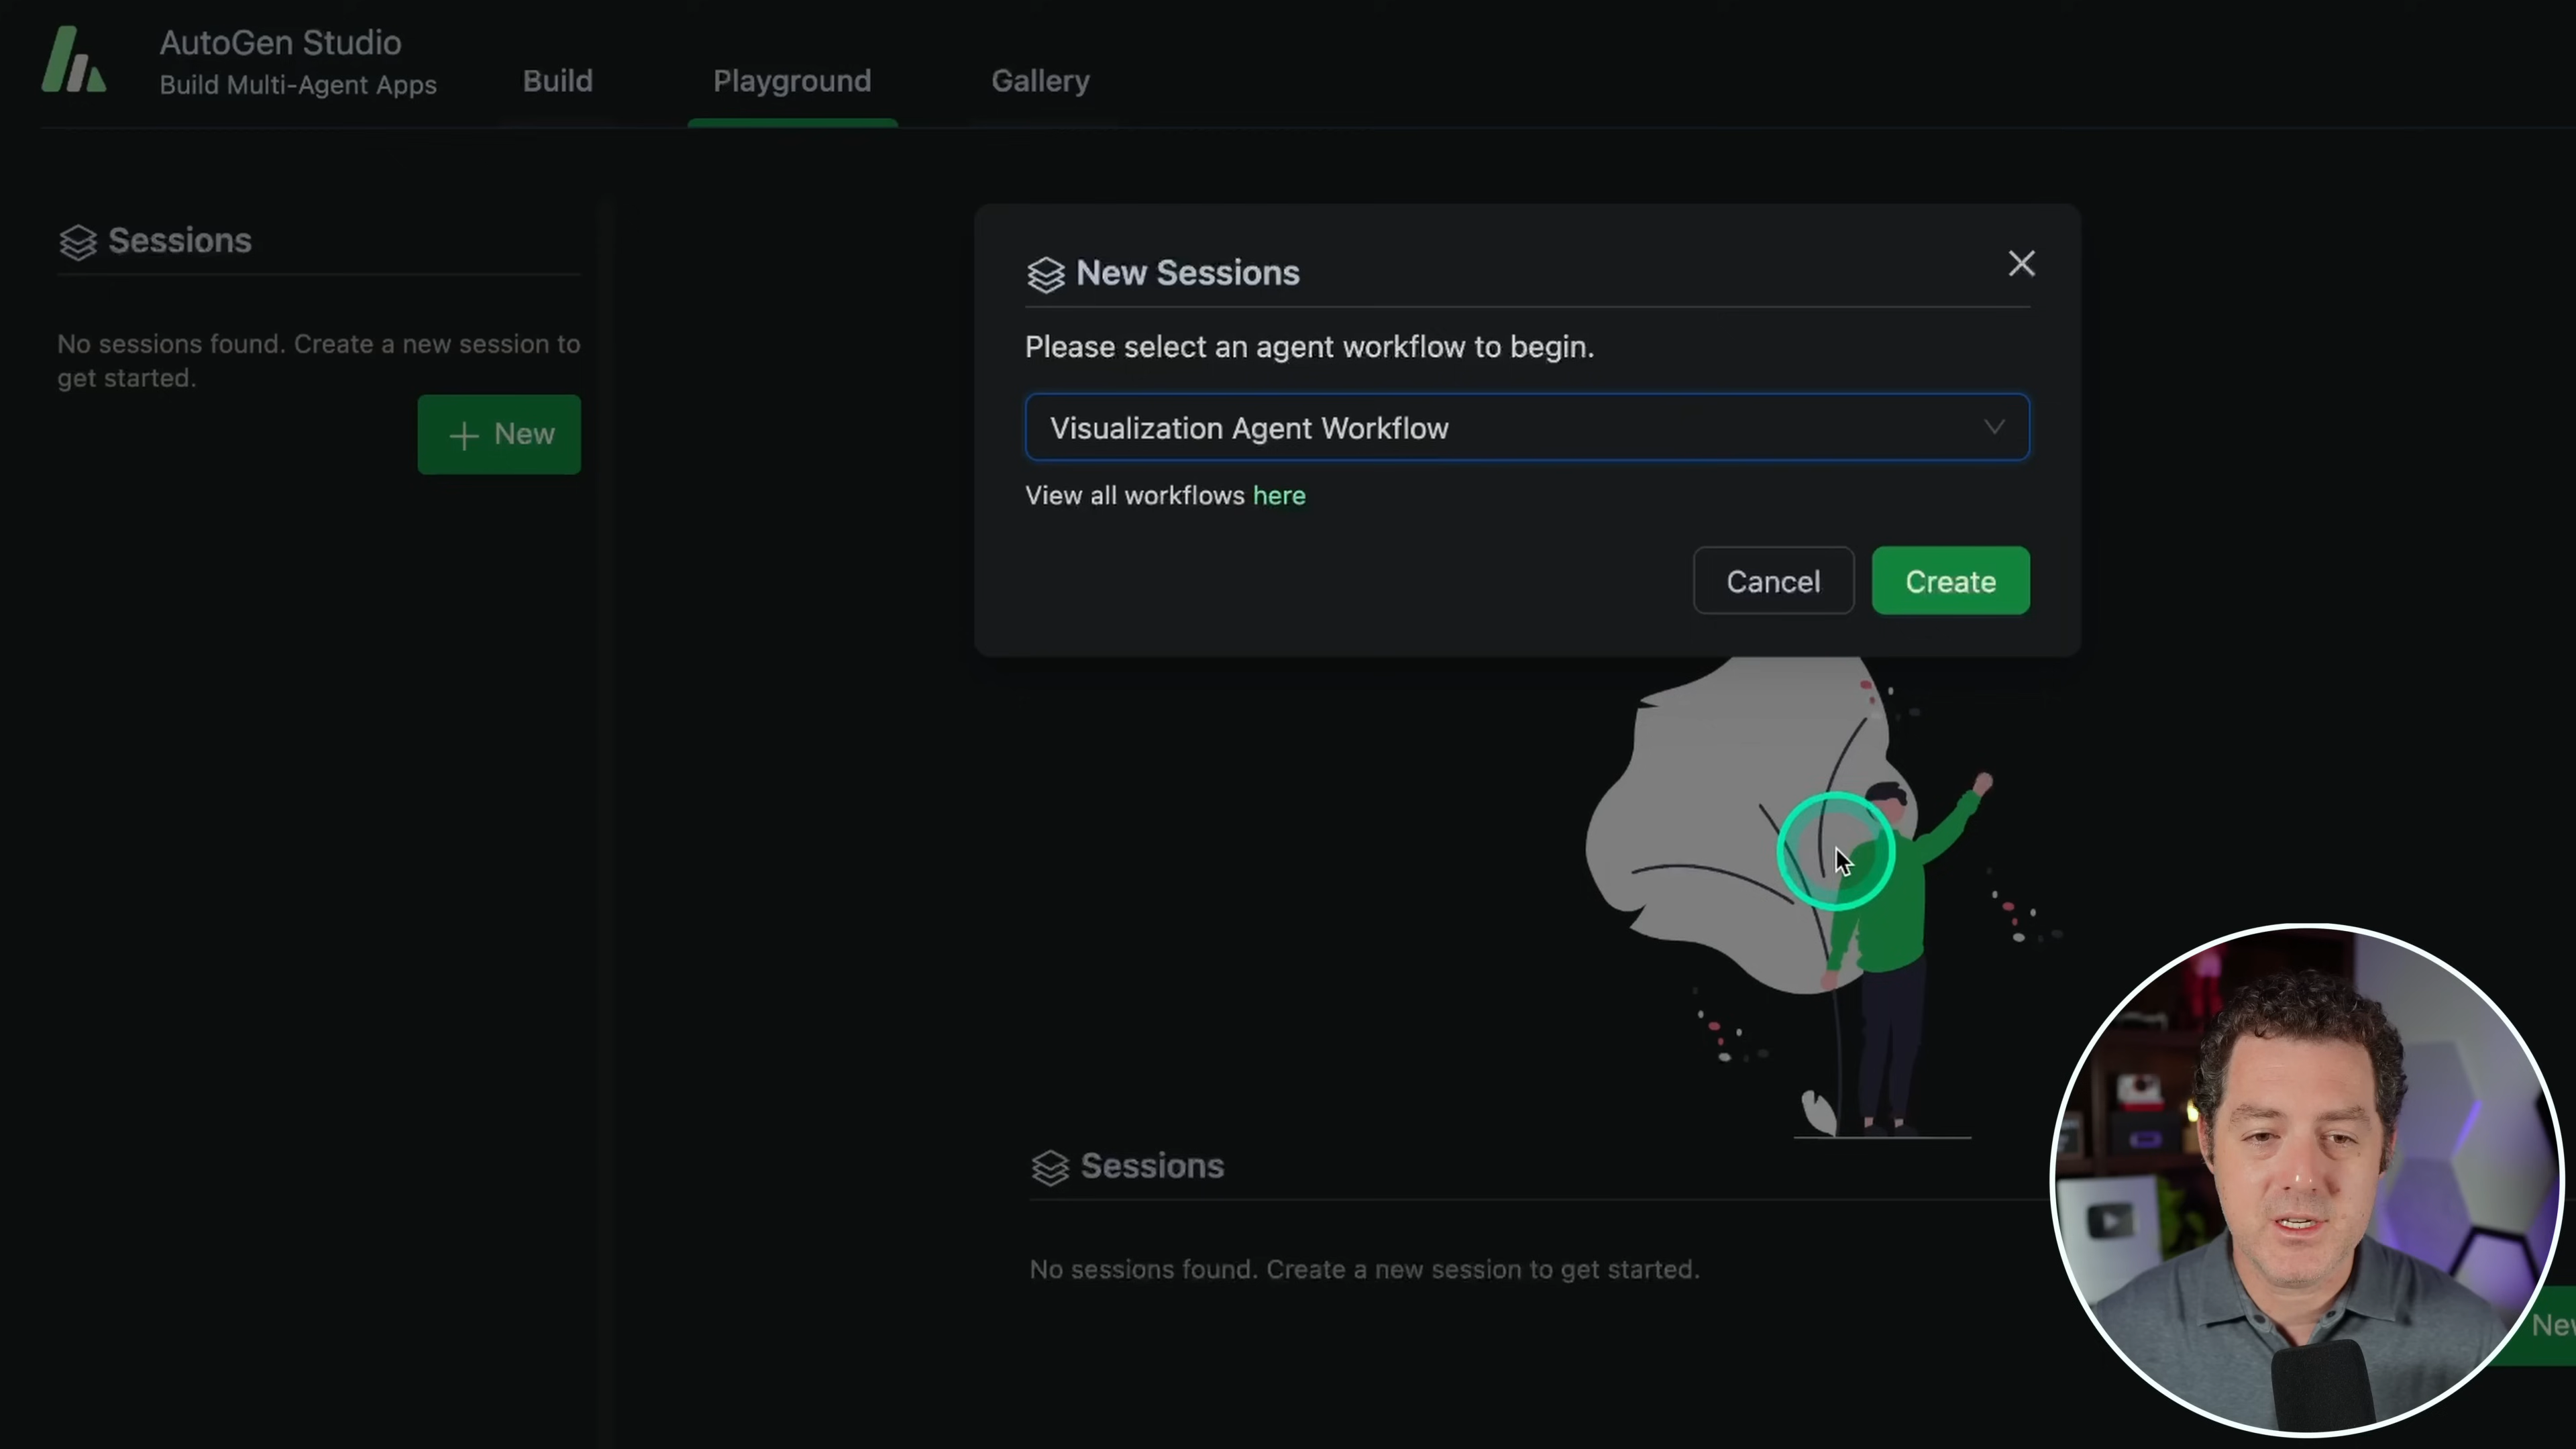 AutoGen Studio
Build Multi-Agent Apps
Build
Playground
Gallery
Sessions
No sessions found. Create a new session to
get started.
+ New
New Sessions
Please select an agent workflow to begin.
Visualization Agent Workflow
View all workflows here
Cancel
Create
Sessions
No sessions found. Create a new session to get started.